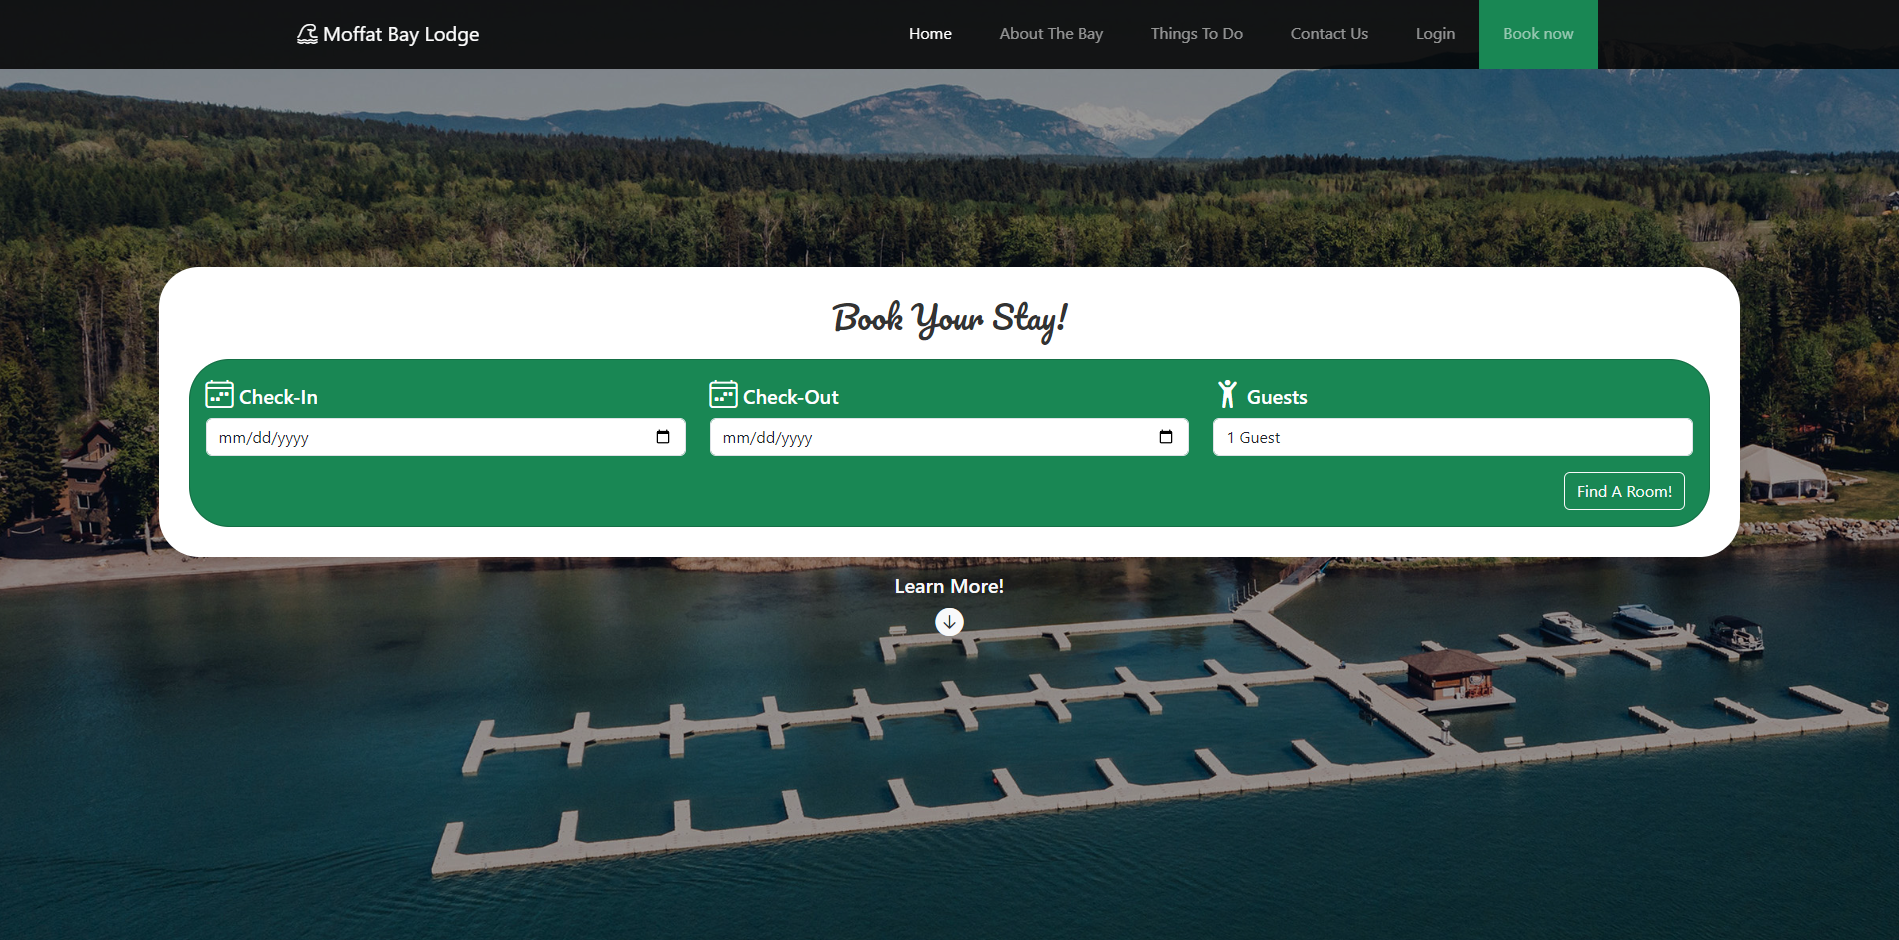 Moffat Bay Lodge
Home
About The Bay
Things To Do
Contact Us
Login
Book now
Book Your Stay!
Check-In
Check-Out
Guests
mm/dd/yyyy
mm/dd/yyyy
1 Guest
Find A Room!
Learn More!